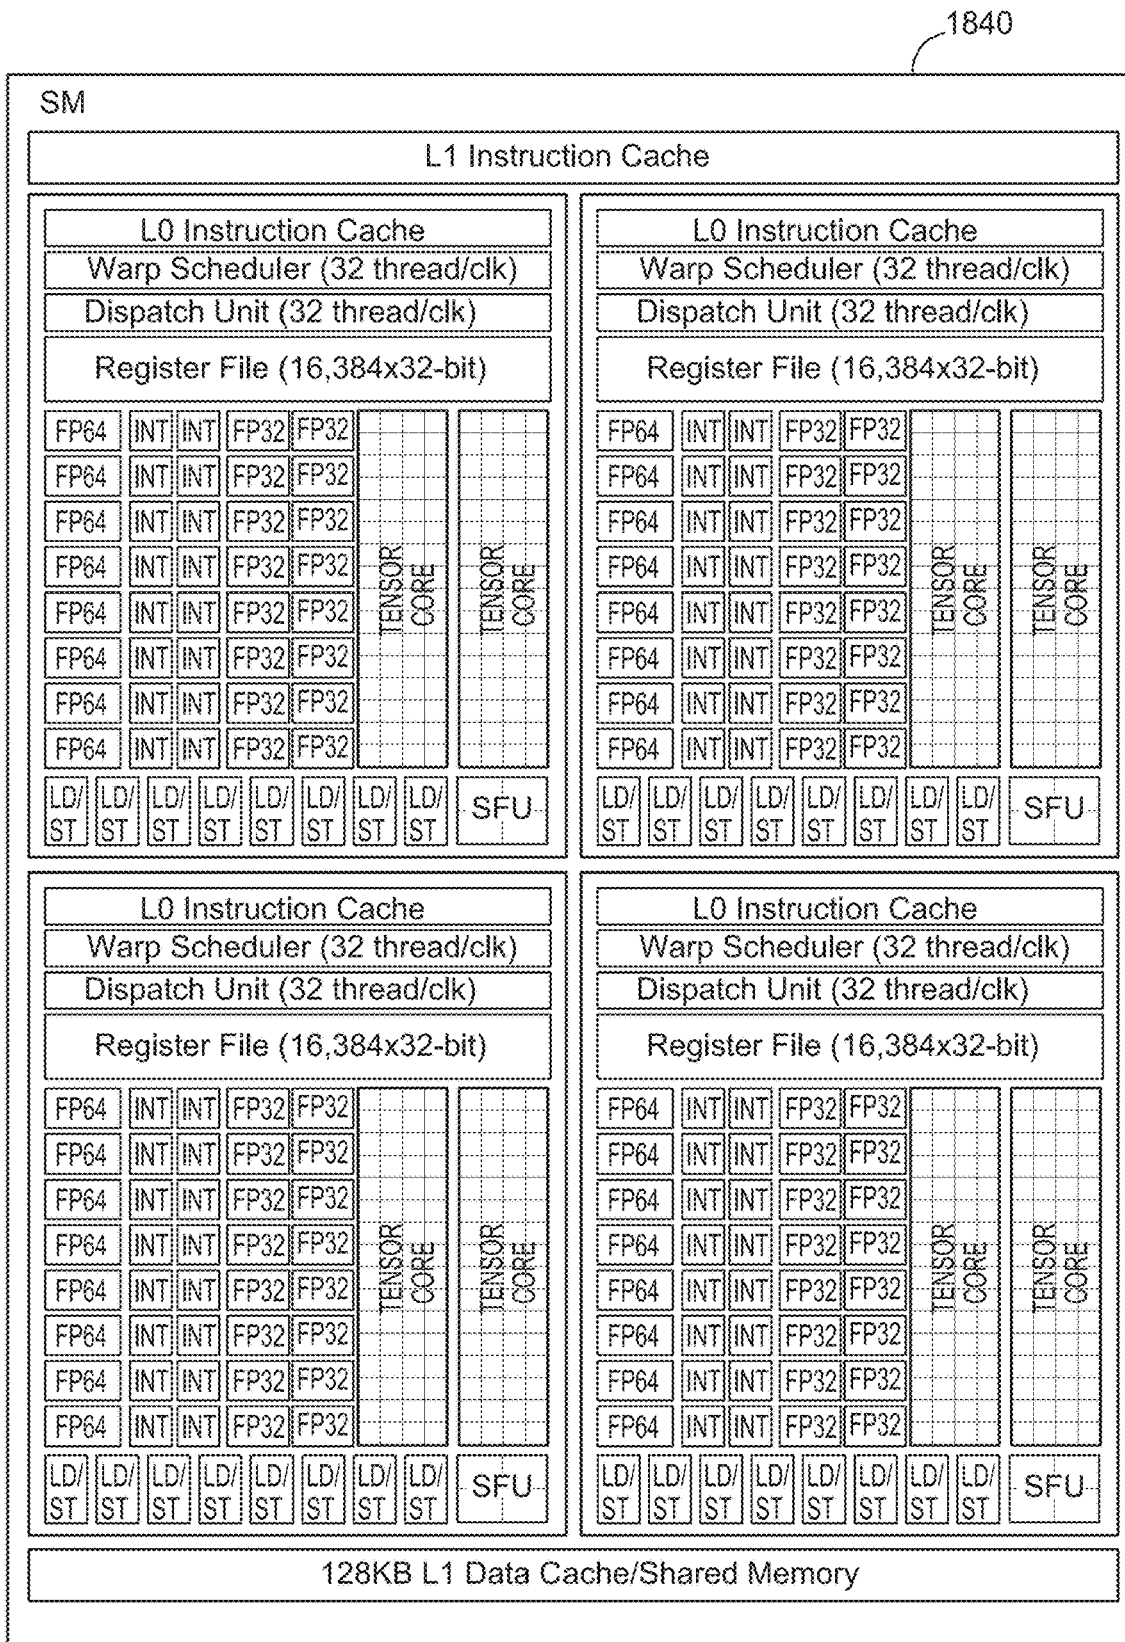 1840
SM
L1 Instruction Cache
L0 Instruction Cache
Warp Scheduler (32 thread/clk)
Dispatch Unit (32 thread/clk)
Register File (16,384x32-bit)
FP64 INT INT FP32 FP32
FP64 INT INT FP32 FP32
FP64 INT INT FP32 FP32
FP64 INT INT FP32 FP32
FP64 INT INT FP32 FP32
FP64 INT INT FP32 FP32
FP64 INT INT FP32 FP32
FP64 INT INT FP32 FP32
TENSOR CORE
TENSOR CORE
LD/ LD/ LD/ LD/ LD/ LD/ LD/ LD/
ST ST ST ST ST ST ST ST
SFU
L0 Instruction Cache
Warp Scheduler (32 thread/clk)
Dispatch Unit (32 thread/clk)
Register File (16,384x32-bit)
FP64 INT INT FP32 FP32
FP64 INT INT FP32 FP32
FP64 INT INT FP32 FP32
FP64 INT INT FP32 FP32
FP64 INT INT FP32 FP32
FP64 INT INT FP32 FP32
FP64 INT INT FP32 FP32
FP64 INT INT FP32 FP32
TENSOR CORE
TENSOR CORE
LD/ LD/ LD/ LD/ LD/ LD/ LD/ LD/
ST ST ST ST ST ST ST ST
SFU
L0 Instruction Cache
Warp Scheduler (32 thread/clk)
Dispatch Unit (32 thread/clk)
Register File (16,384x32-bit)
FP64 INT INT FP32 FP32
FP64 INT INT FP32 FP32
FP64 INT INT FP32 FP32
FP64 INT INT FP32 FP32
FP64 INT INT FP32 FP32
FP64 INT INT FP32 FP32
FP64 INT INT FP32 FP32
FP64 INT INT FP32 FP32
TENSOR CORE
TENSOR CORE
LD/ LD/ LD/ LD/ LD/ LD/ LD/ LD/
ST ST ST ST ST ST ST ST
SFU
L0 Instruction Cache
Warp Scheduler (32 thread/clk)
Dispatch Unit (32 thread/clk)
Register File (16,384x32-bit)
FP64 INT INT FP32 FP32
FP64 INT INT FP32 FP32
FP64 INT INT FP32 FP32
FP64 INT INT FP32 FP32
FP64 INT INT FP32 FP32
FP64 INT INT FP32 FP32
FP64 INT INT FP32 FP32
FP64 INT INT FP32 FP32
TENSOR CORE
TENSOR CORE
LD/ LD/ LD/ LD/ LD/ LD/ LD/ LD/
ST ST ST ST ST ST ST ST
SFU
128KB L1 Data Cache/Shared Memory